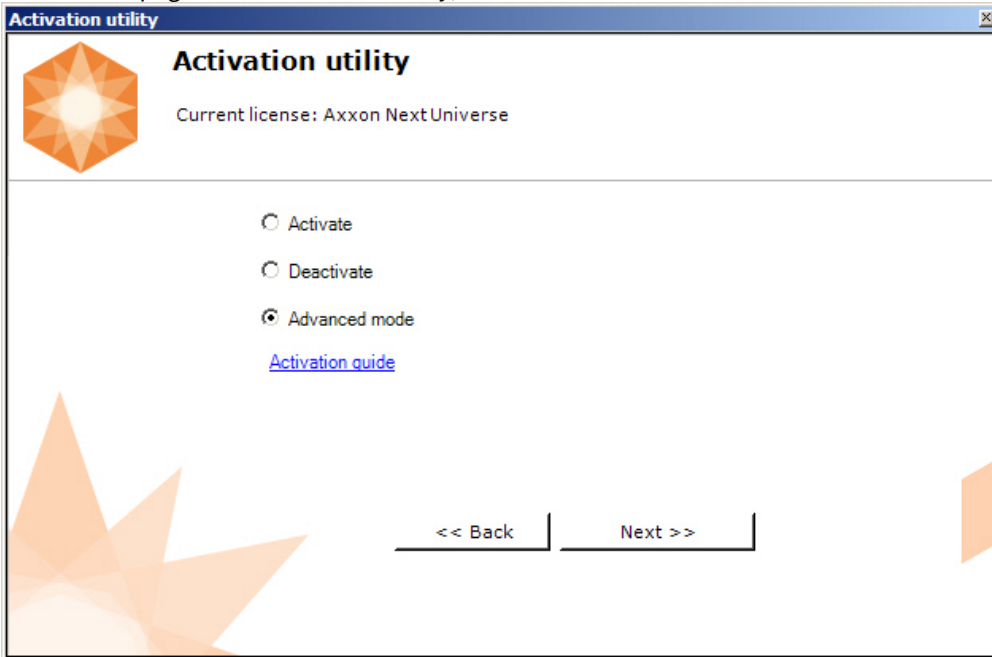 Activation utility
Activation utility
Current license: Axxon Next Universe
Activate
Deactivate
Advanced mode
Activation guide
<< Back
Next >>